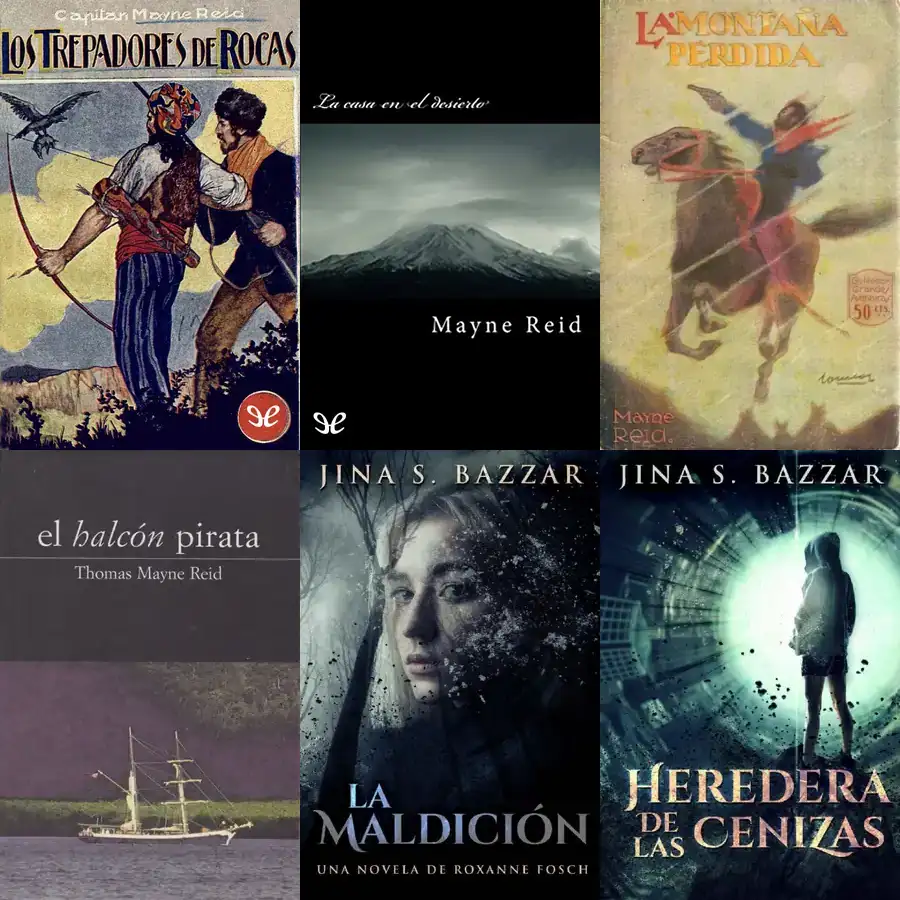 Capitan Mayne Reid
LOS TREPADORES DE ROCAS
La casa en el desierto
Mayne Reid
LA MONTAÑA
PERDIDA
50 CTS.
MAYNE
REID.
el halcón pirata
Thomas Mayne Reid
JINA S. BAZZAR
LA
MALDICIÓN
UNA NOVELA DE ROXANNE FOSCH
JINA S. BAZZAR
HEREDERA
DE LAS CENIZAS